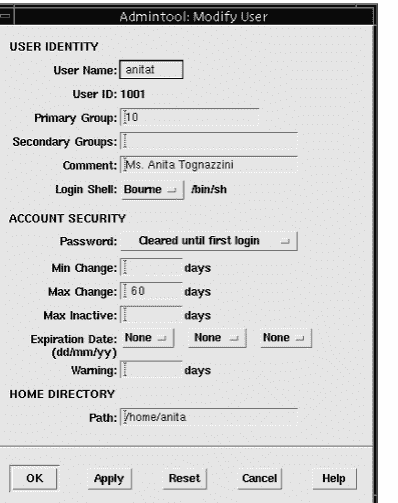 Admintool: Modify User
USER IDENTITY
User Name: anitat
User ID: 1001
Primary Group: 10
Secondary Groups:
Comment: Ms. Anita Tognazzini
Login Shell: Bourne /bin/sh
ACCOUNT SECURITY
Password: Cleared until first login
Min Change: days
Max Change: 60 days
Max Inactive: days
Expiration Date: None None None
(dd/mm/yy)
Warning: days
HOME DIRECTORY
Path: /home/anita
OK Apply Reset Cancel Help